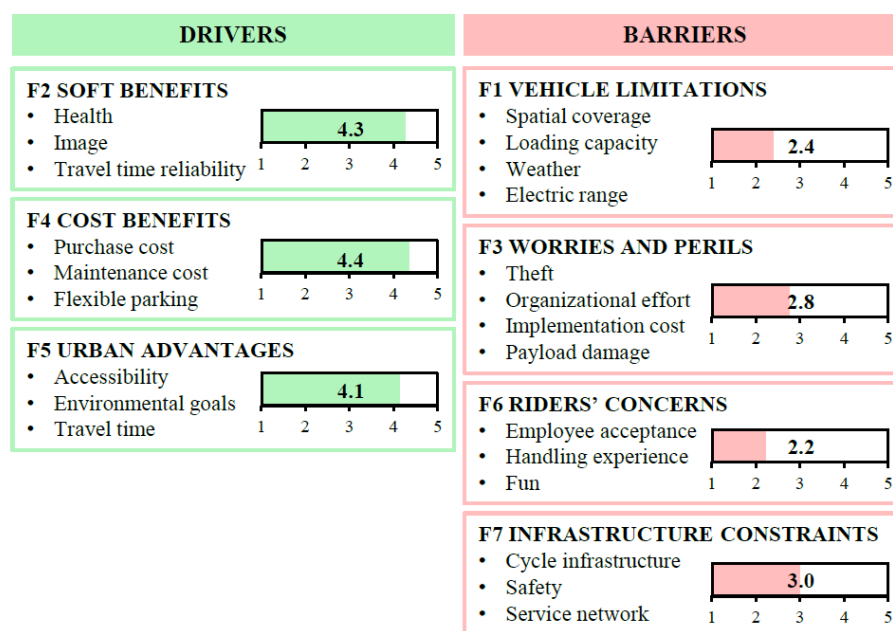 DRIVERS
F2 SOFT BENEFITS
• Health
• Image
• Travel time reliability
4.3
1 2 3 4 5
F4 COST BENEFITS
• Purchase cost
• Maintenance cost
• Flexible parking
4.4
1 2 3 4 5
F5 URBAN ADVANTAGES
• Accessibility
• Environmental goals
• Travel time
4.1
1 2 3 4 5
BARRIERS
F1 VEHICLE LIMITATIONS
• Spatial coverage
• Loading capacity
• Weather
• Electric range
2.4
1 2 3 4 5
F3 WORRIES AND PERILS
• Theft
• Organizational effort
• Implementation cost
• Payload damage
2.8
1 2 3 4 5
F6 RIDERS’ CONCERNS
• Employee acceptance
• Handling experience
• Fun
2.2
1 2 3 4 5
F7 INFRASTRUCTURE CONSTRAINTS
• Cycle infrastructure
• Safety
• Service network
3.0
1 2 3 4 5